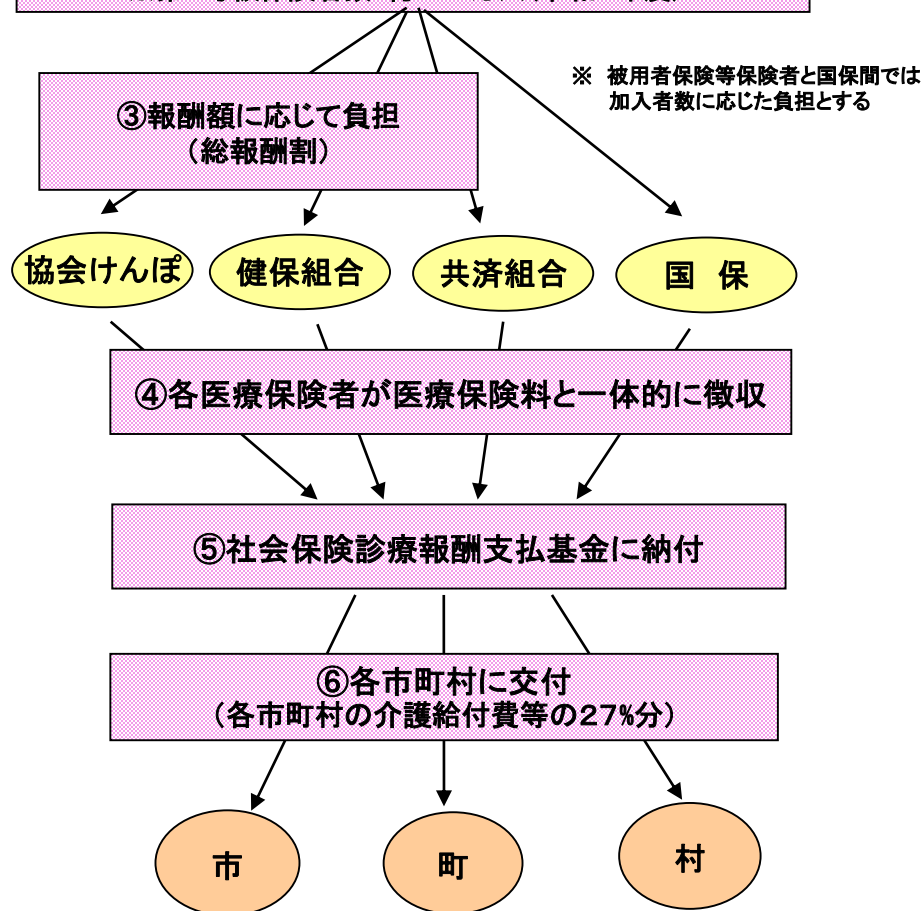 ※ 被用者保険等保険者と国保間では
加入者数に応じた負担とする
③報酬額に応じて負担
（総報酬割）
協会けんぽ
健保組合
共済組合
国 保
④各医療保険者が医療保険料と一体的に徴収
⑤社会保険診療報酬支払基金に納付
⑥各市町村に交付
（各市町村の介護給付費等の27%分）
市
町
村